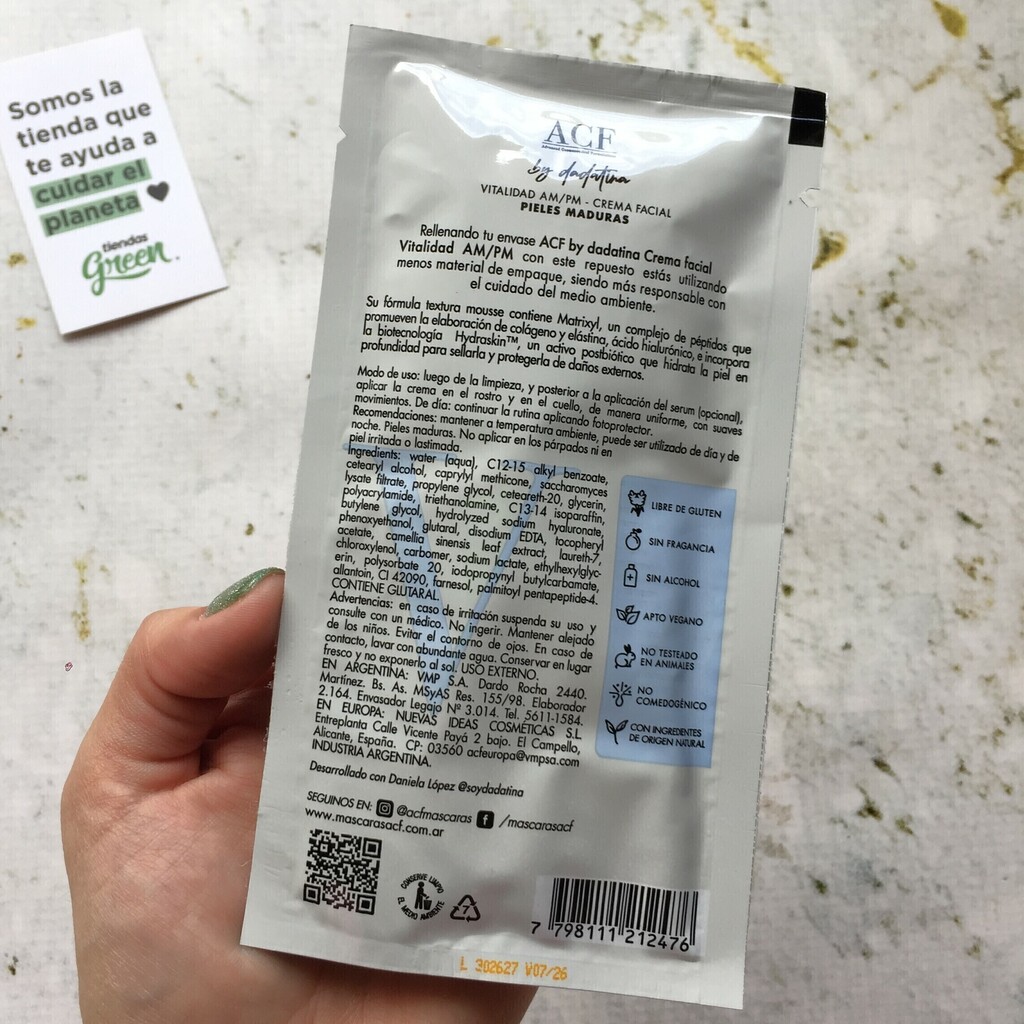 Somos la
tienda que
te ayuda a
cuidar el
planeta
tiendas
green.
ACF
by dadatina
VITALIDAD AM/PM - CREMA FACIAL
PIELES MADURAS
Rellenando tu envase ACF by dadatina Crema facial
Vitalidad AM/PM con este repuesto estás utilizando
menos material de empaque, siendo más responsable con
el cuidado del medio ambiente.
Su fórmula textura mousse contiene Matrixyl, un complejo de péptidos que
promueven la elaboración de colágeno y elástina, ácido hialurónico, e incorpora
la biotecnología Hydraskin™, un activo postbiótico que hidrata la piel en
profundidad para sellarla y protegerla de daños externos.
Modo de uso: luego de la limpieza, y posterior a la aplicación del serum (opcional),
aplicar la crema en el rostro y en el cuello, de manera uniforme, con suaves
movimientos. De día: continuar la rutina aplicando fotoprotector.
Recomendaciones: mantener a temperatura ambiente, puede ser utilizado de día y de
noche. Pieles maduras. No aplicar en los párpados ni en
piel irritada o lastimada.
Ingredients: water (aqua), C12-15 alkyl benzoate,
cetearyl alcohol, caprylyl methicone, saccharomyces
lysate filtrate, propylene glycol, ceteareth-20, glycerin,
polyacrylamide, triethanolamine, C13-14 isoparaffin,
butylene glycol, hydrolyzed sodium hyaluronate,
phenoxyethanol, glutaral, disodium EDTA, tocopheryl
acetate, camellia sinensis leaf extract, laureth-7,
chloroxylenol, carbomer, sodium lactate, ethylhexylglyc-
erin, polysorbate 20, iodopropynyl butylcarbamate,
allantoin, CI 42090, farnesol, palmitoyl pentapeptide-4.
CONTIENE GLUTARAL.
Advertencias: en caso de irritación suspenda su uso y
consulte con un médico. No ingerir. Mantener alejado
de los niños. Evitar el contorno de ojos. En caso de
contacto, lavar con abundante agua. Conservar en lugar
fresco y no exponerlo al sol. USO EXTERNO.
EN ARGENTINA: VMP S.A. Dardo Rocha 2440.
Martínez. Bs. As. MSyAS Res. 155/98. Elaborador
2.164. Envasador Legajo Nº 3.014. Tel. 5611-1584.
EN EUROPA: NUEVAS IDEAS COSMÉTICAS S.L.
Entreplanta Calle Vicente Payá 2 bajo. El Campello,
Alicante, España. CP: 03560 acfeuropa@vmpsa.com
INDUSTRIA ARGENTINA.
LIBRE DE GLUTEN
SIN FRAGANCIA
SIN ALCOHOL
APTO VEGANO
NO TESTEADO
EN ANIMALES
NO
COMEDOGÉNICO
CON INGREDIENTES
DE ORIGEN NATURAL
Desarrollado con Daniela López @soydadatina
SEGUINOS EN: @acfmascaras /mascarasacf
www.mascarasacf.com.ar
CONSERVE LIMPIO
EL MEDIO AMBIENTE
7
7 798111 212476
L 302627 V07/26